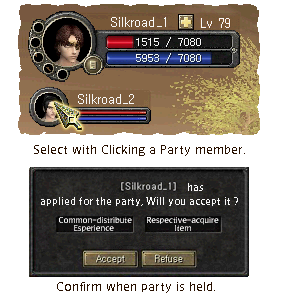 Silkroad_1 Lv 79
1515 / 7080
5953 / 7080
E
Silkroad_2
Select with Clicking a Party member.
[Silkroad_1] has
applied for the party, Will you accept it ?
Common-distribute Respective-acquire
Experience Item
Accept Refuse
Confirm when party is held.